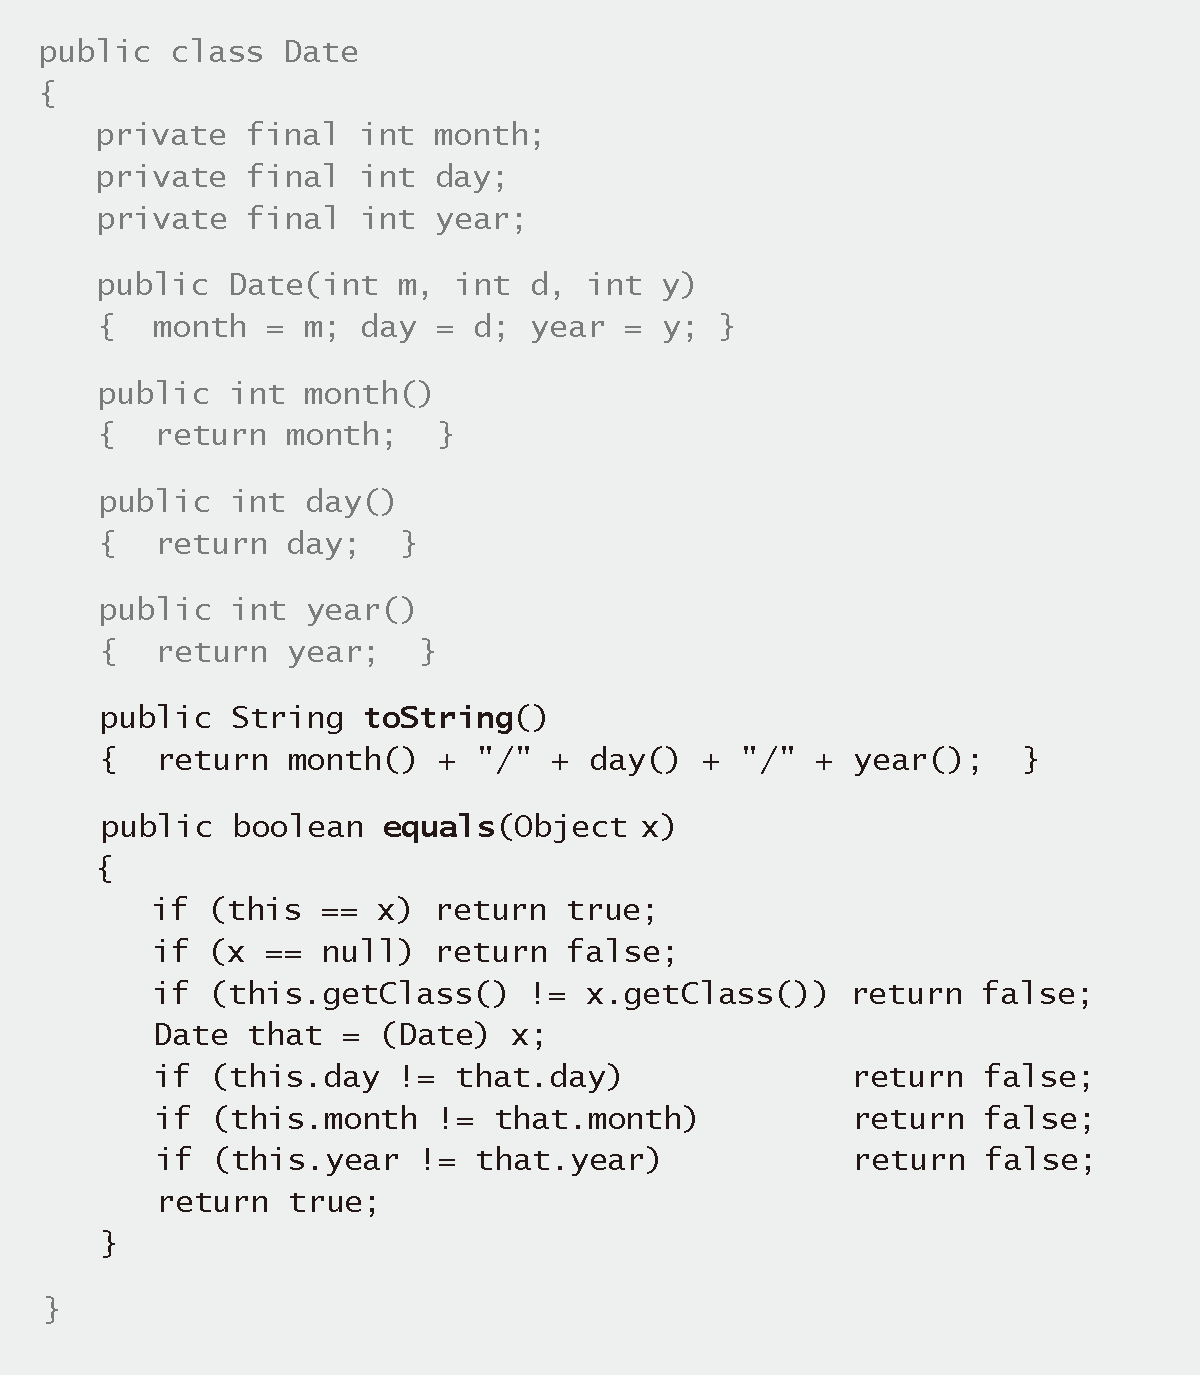 public class Date
{
   private final int month;
   private final int day;
   private final int year;
   public Date(int m, int d, int y)
   {  month = m; day = d; year = y; }
   public int month()
   {  return month;  }
   public int day()
   {  return day;  }
   public int year()
   {  return year;  }
   public String toString()
   {  return month() + "/" + day() + "/" + year();  }
   public boolean equals(Object x)
   {
      if (this == x) return true;
      if (x == null) return false;
      if (this.getClass() != x.getClass()) return false;
      Date that = (Date) x;
      if (this.day != that.day)            return false;
      if (this.month != that.month)        return false;
      if (this.year != that.year)          return false;
      return true;
   }
}